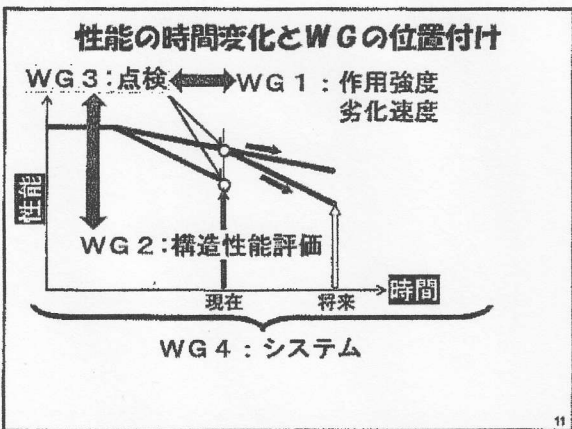 性能の時間変化とWGの位置付け
WG3：点検
WG1：作用強度
劣化速度
性能
WG2：構造性能評価
現在
将来
時間
WG4：システム
11